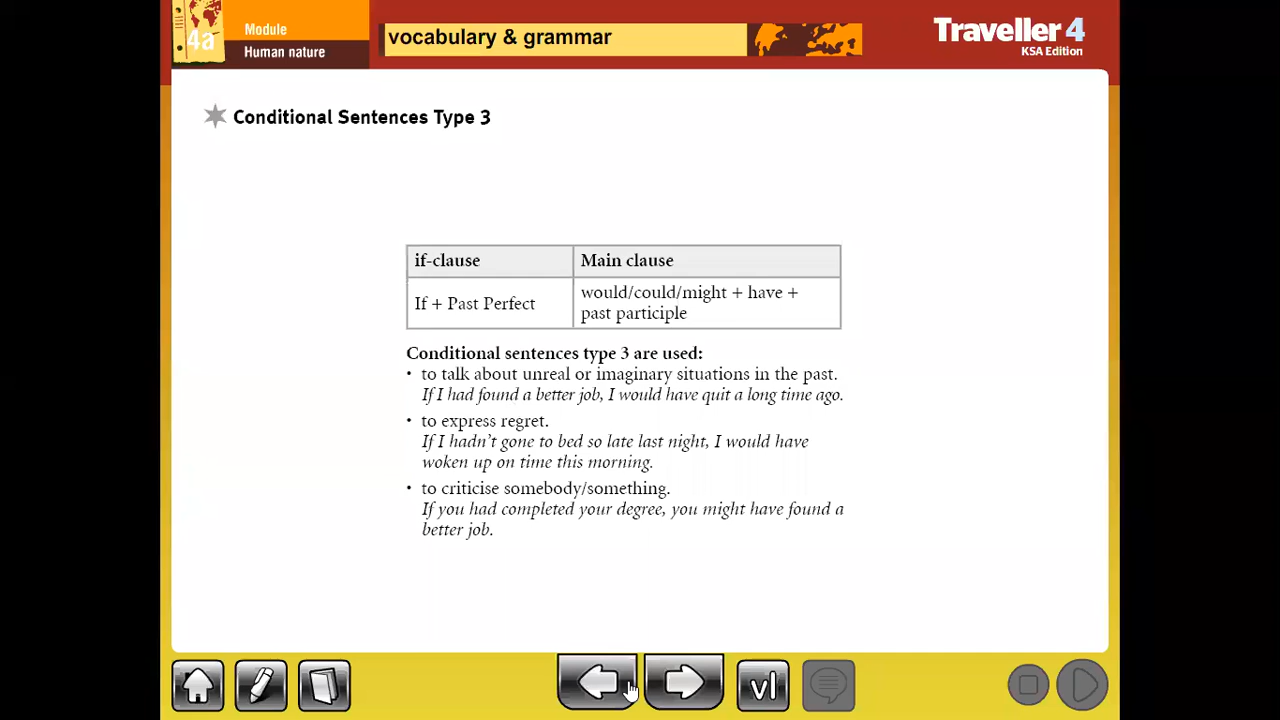 4a
Module
Human nature
vocabulary & grammar
Traveller 4
KSA Edition
Conditional Sentences Type 3
if-clause
Main clause
If + Past Perfect
would/could/might + have +
past participle
Conditional sentences type 3 are used:
• to talk about unreal or imaginary situations in the past.
If I had found a better job, I would have quit a long time ago.
• to express regret.
If I hadn't gone to bed so late last night, I would have
woken up on time this morning.
• to criticise somebody/something.
If you had completed your degree, you might have found a
better job.
vl